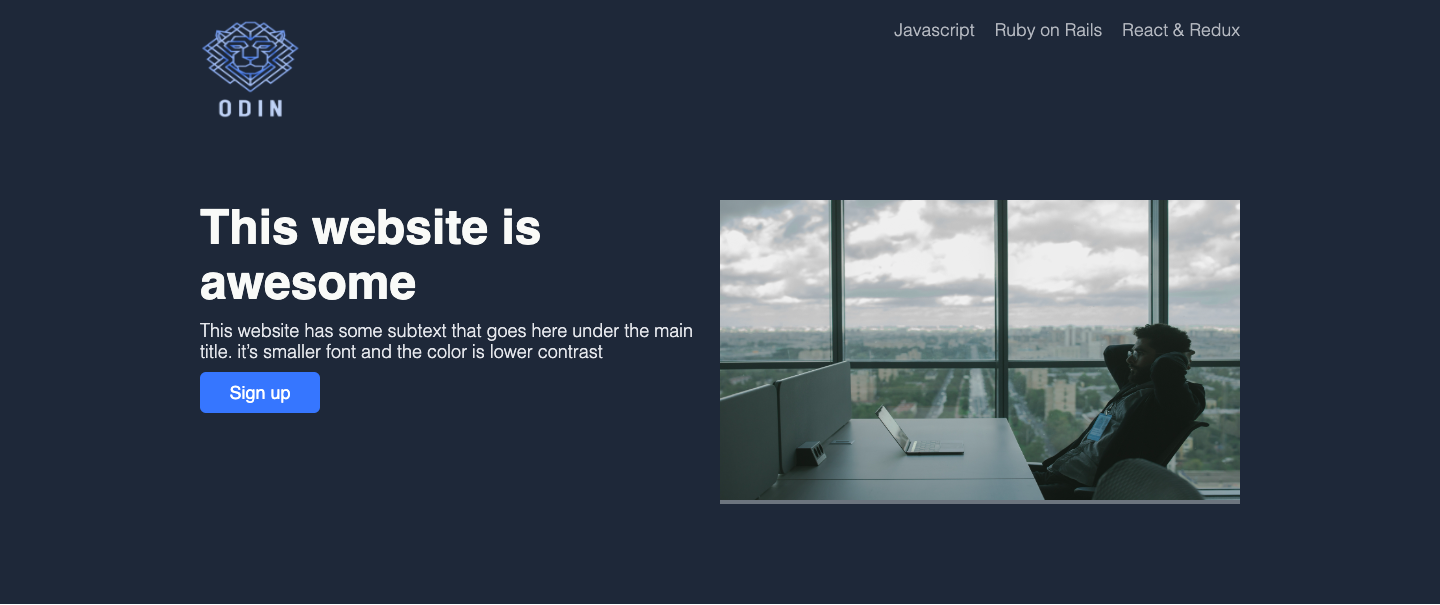 ODIN
Javascript Ruby on Rails React & Redux
This website is
awesome
This website has some subtext that goes here under the main
title. it’s smaller font and the color is lower contrast
Sign up